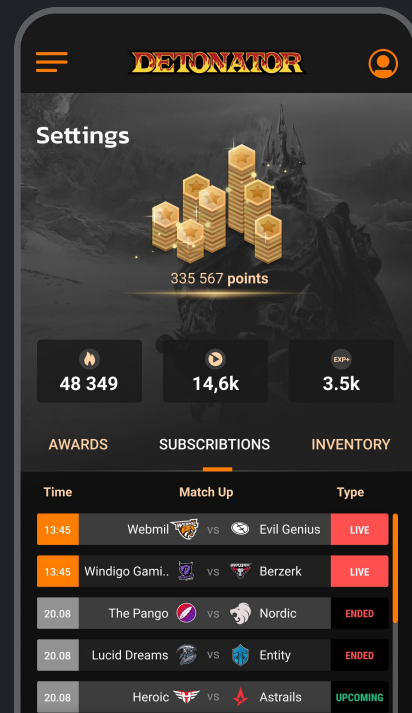 DETONATOR
Settings
335 567 points
EXP+
48 349 14,6k 3.5k
AWARDS SUBSCRIBTIONS INVENTORY
Time Match Up Type
13:45 Webmil vs Evil Genius LIVE
13:45 Windigo Gami.. vs Berzerk LIVE
20.08 The Pango vs Nordic ENDED
20.08 Lucid Dreams vs Entity ENDED
20.08 Heroic vs Astrails UPCOMING